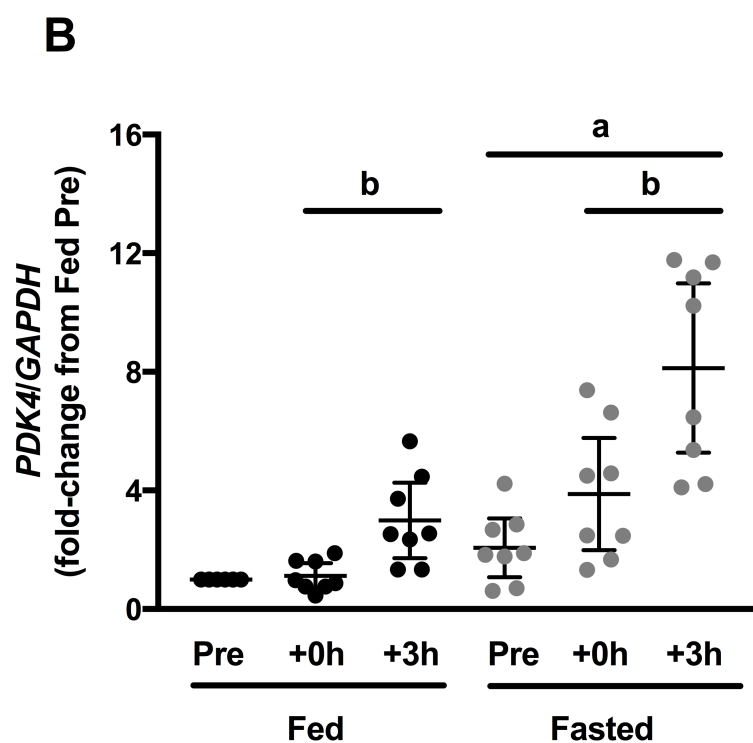 B
PDK4/GAPDH
(fold-change from Fed Pre)
16
12
8
4
0
a
b
b
Pre +0h +3h Pre +0h +3h
Fed Fasted